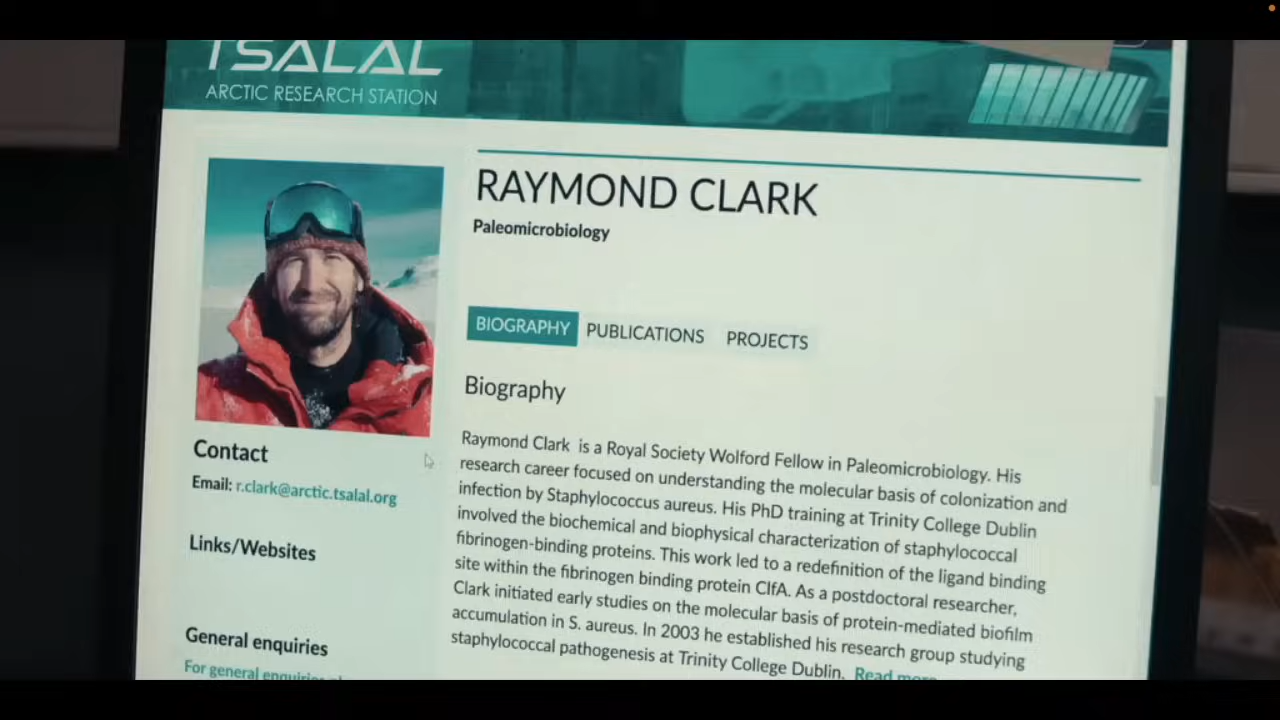 TSALAL
ARCTIC RESEARCH STATION
RAYMOND CLARK
Paleomicrobiology
BIOGRAPHY PUBLICATIONS PROJECTS
Biography
Raymond Clark is a Royal Society Wolford Fellow in Paleomicrobiology. His
research career focused on understanding the molecular basis of colonization and
infection by Staphylococcus aureus. His PhD training at Trinity College Dublin
involved the biochemical and biophysical characterization of staphylococcal
fibrinogen-binding proteins. This work led to a redefinition of the ligand binding
site within the fibrinogen binding protein ClfA. As a postdoctoral researcher,
Clark initiated early studies on the molecular basis of protein-mediated biofilm
accumulation in S. aureus. In 2003 he established his research group studying
staphylococcal pathogenesis at Trinity College Dublin. Read more
Contact
Email: r.clark@arctic.tsalal.org
Links/Websites
General enquiries
For general enquiries